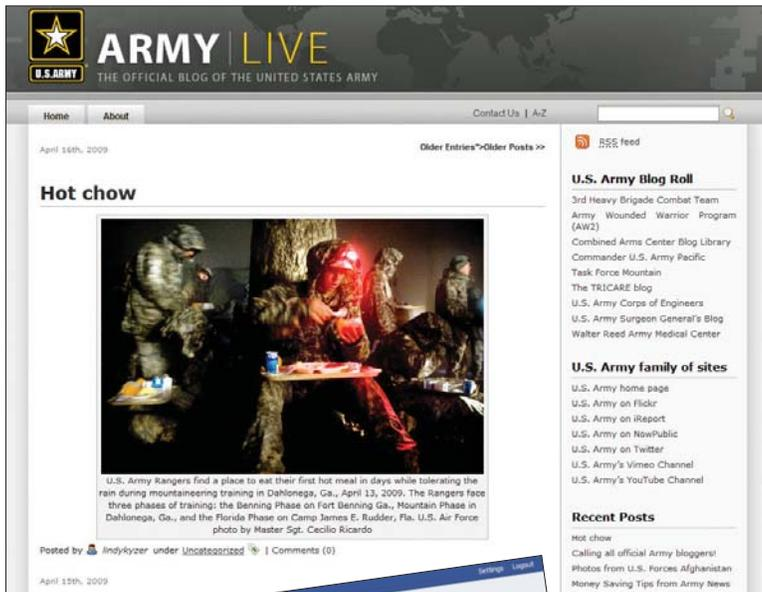 U.S.ARMY
ARMY LIVE
THE OFFICIAL BLOG OF THE UNITED STATES ARMY
Home About
Contact Us | A-Z
April 16th, 2009
Older Entries">Older Posts >>
Hot chow
U.S. Army Rangers find a place to eat their first hot meal in days while tolerating the
rain during mountaineering training in Dahlonega, Ga., April 13, 2009. The Rangers face
three phases of training: the Benning Phase on Fort Benning Ga., Mountain Phase in
Dahlonega, Ga., and the Florida Phase on Camp James E. Rudder, Fla. U.S. Air Force
photo by Master Sgt. Cecilio Ricardo
Posted by lindykyzer under Uncategorized | Comments (0)
April 15th, 2009
Settings Logout
RSS feed
U.S. Army Blog Roll
3rd Heavy Brigade Combat Team
Army Wounded Warrior Program
(AW2)
Combined Arms Center Blog Library
Commander U.S. Army Pacific
Task Force Mountain
The TRICARE blog
U.S. Army Corps of Engineers
U.S. Army Surgeon General's Blog
Walter Reed Army Medical Center
U.S. Army family of sites
U.S. Army home page
U.S. Army on Flickr
U.S. Army on iReport
U.S. Army on NowPublic
U.S. Army on Twitter
U.S. Army's Vimeo Channel
U.S. Army's YouTube Channel
Recent Posts
Hot chow
Calling all official Army bloggers!
Photos from U.S. Forces Afghanistan
Money Saving Tips from Army News